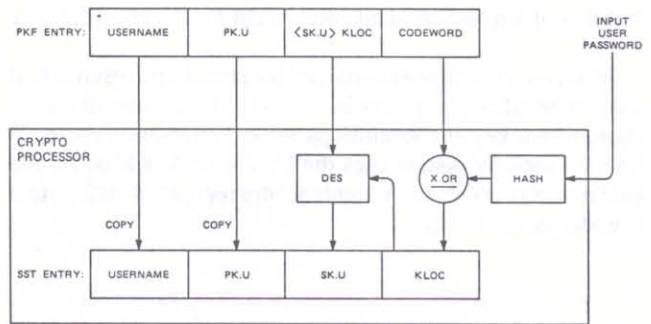 PKF ENTRY: USERNAME PK.U ⟨SK.U⟩ KLOC CODEWORD
INPUT
USER
PASSWORD
CRYPTO
PROCESSOR
DES X OR HASH
COPY COPY
SST ENTRY: USERNAME PK.U SK.U KLOC